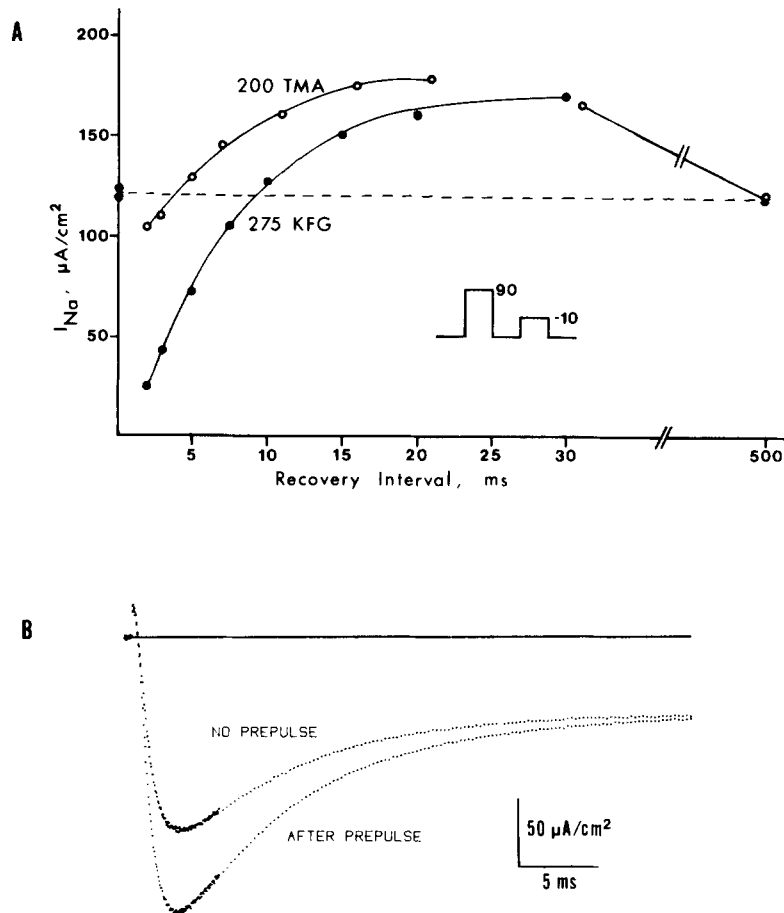 A
200
150
100
50
I_Na, µA/cm²
200 TMA
275 KFG
90
-10
5
10
15
20
25
30
500
Recovery Interval, ms
B
NO PREPULSE
AFTER PREPULSE
50 µA/cm²
5 ms